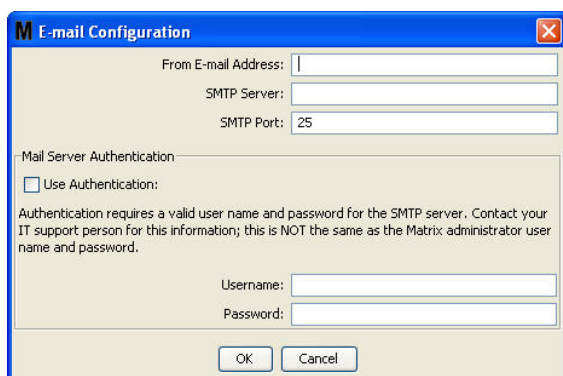 M E-mail Configuration
From E-mail Address:
SMTP Server:
SMTP Port: 25
Mail Server Authentication
Use Authentication:
Authentication requires a valid user name and password for the SMTP server. Contact your
IT support person for this information; this is NOT the same as the Matrix administrator user
name and password.
Username:
Password:
OK Cancel